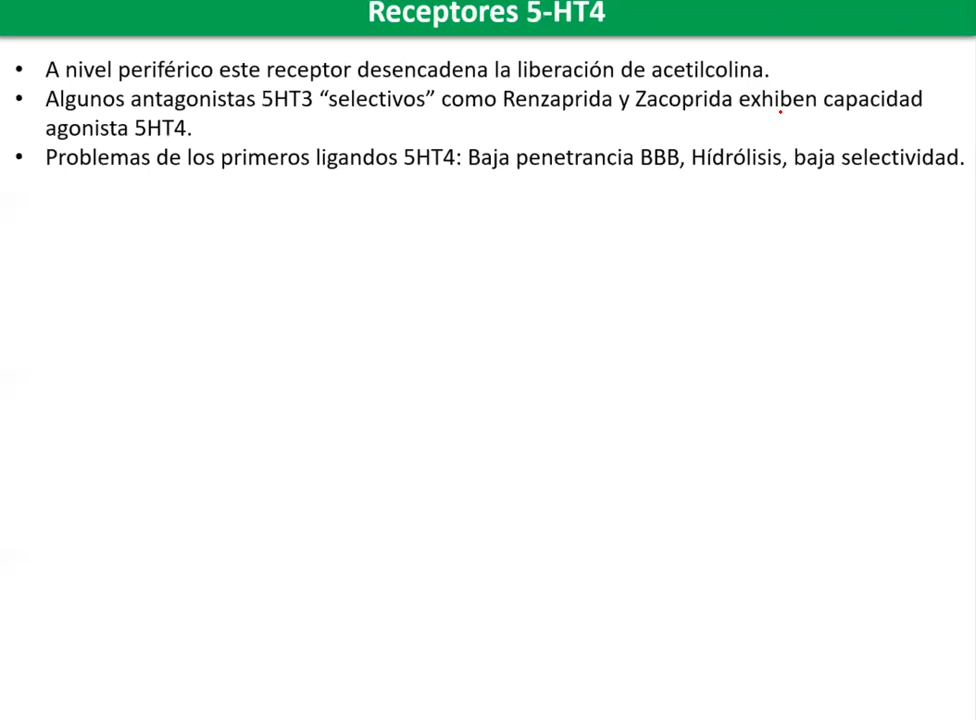 Receptores 5-HT4
• A nivel periférico este receptor desencadena la liberación de acetilcolina.
• Algunos antagonistas 5HT3 “selectivos” como Renzaprida y Zacoprida exhiben capacidad
agonista 5HT4.
• Problemas de los primeros ligandos 5HT4: Baja penetrancia BBB, Hídrólisis, baja selectividad.